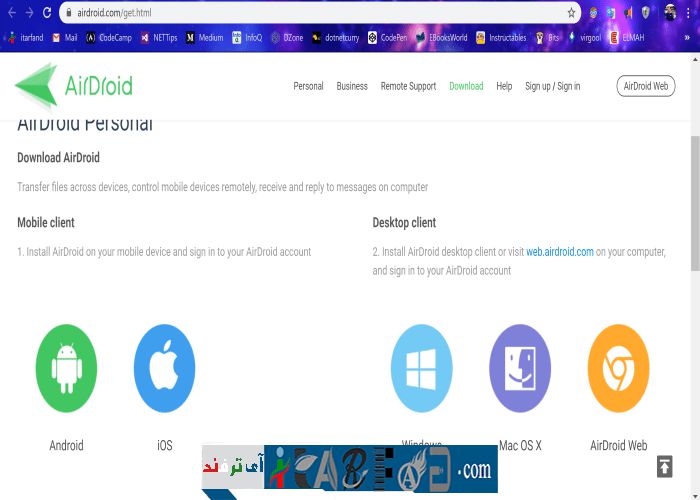 airdroid.com/get.html
itarfand Mail {CodeCamp NETTips Medium InfoQ DZone dotnetcurry CodePen EBooksWorld Instructables Bits virgool ELMAH »
AirDroid Personal Business Remote Support Download Help Sign up / Sign in AirDroid Web
AirDroid Personal
Download AirDroid
Transfer files across devices, control mobile devices remotely, receive and reply to messages on computer
Mobile client
1. Install AirDroid on your mobile device and sign in to your AirDroid account
Desktop client
2. Install AirDroid desktop client or visit web.airdroid.com on your computer,
and sign in to your AirDroid account
Android iOS Windows Mac OS X AirDroid Web
آی ترفند ITARFAND.com